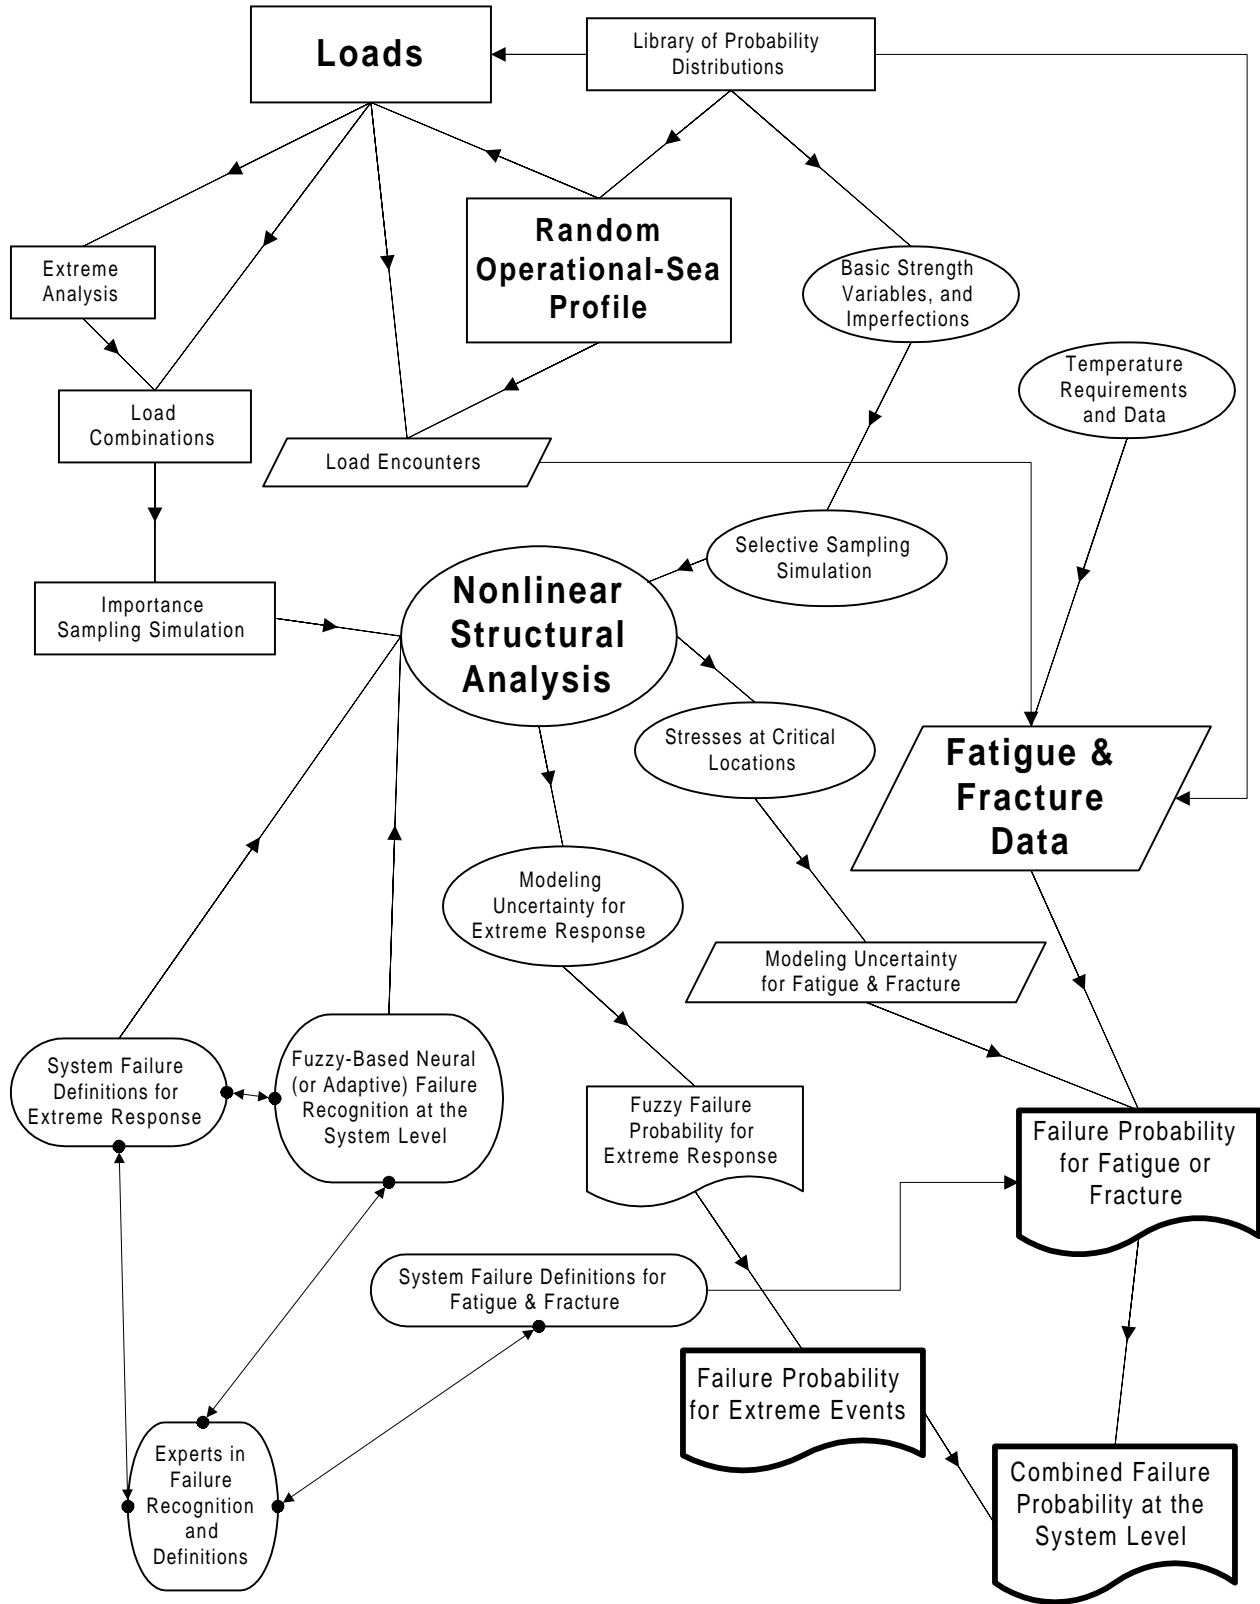 Loads
Library of Probability
Distributions
Random
Operational-Sea
Profile
Extreme
Analysis
Basic Strength
Variables, and
Imperfections
Temperature
Requirements
and Data
Load
Combinations
Load Encounters
Selective Sampling
Simulation
Nonlinear
Structural
Analysis
Importance
Sampling Simulation
Stresses at Critical
Locations
Fatigue &
Fracture
Data
Modeling
Uncertainty for
Extreme Response
Modeling Uncertainty
for Fatigue & Fracture
System Failure
Definitions for
Extreme Response
Fuzzy-Based Neural
(or Adaptive) Failure
Recognition at the
System Level
Fuzzy Failure
Probability for
Extreme Response
Failure Probability
for Fatigue or
Fracture
System Failure Definitions for
Fatigue & Fracture
Failure Probability
for Extreme Events
Experts in
Failure
Recognition
and
Definitions
Combined Failure
Probability at the
System Level